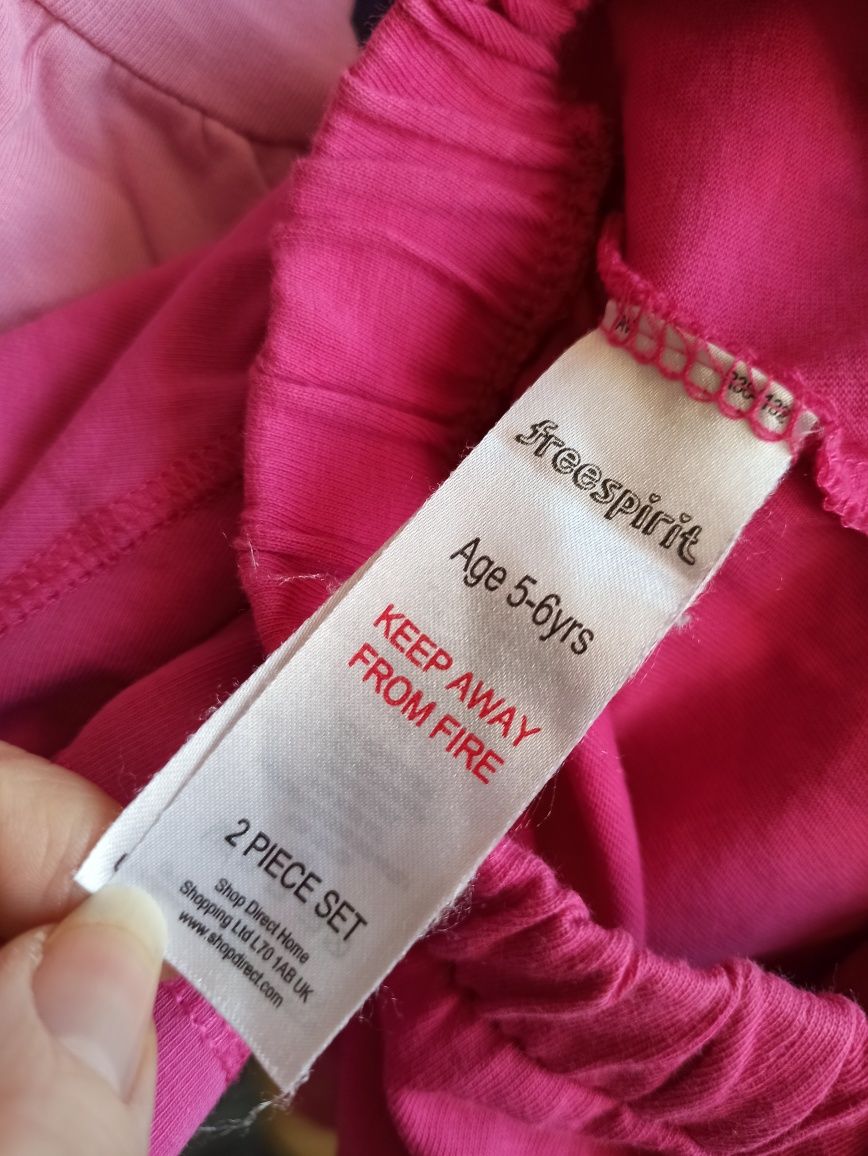 freespirit
Age 5-6yrs
KEEP AWAY
FROM FIRE
2 PIECE SET
Shop Direct Home
Shopping Ltd L70 1AB UK
www.shopdirect.com